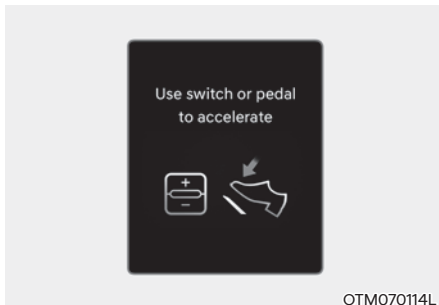 Use switch or pedal
to accelerate
+
-
OTM070114L